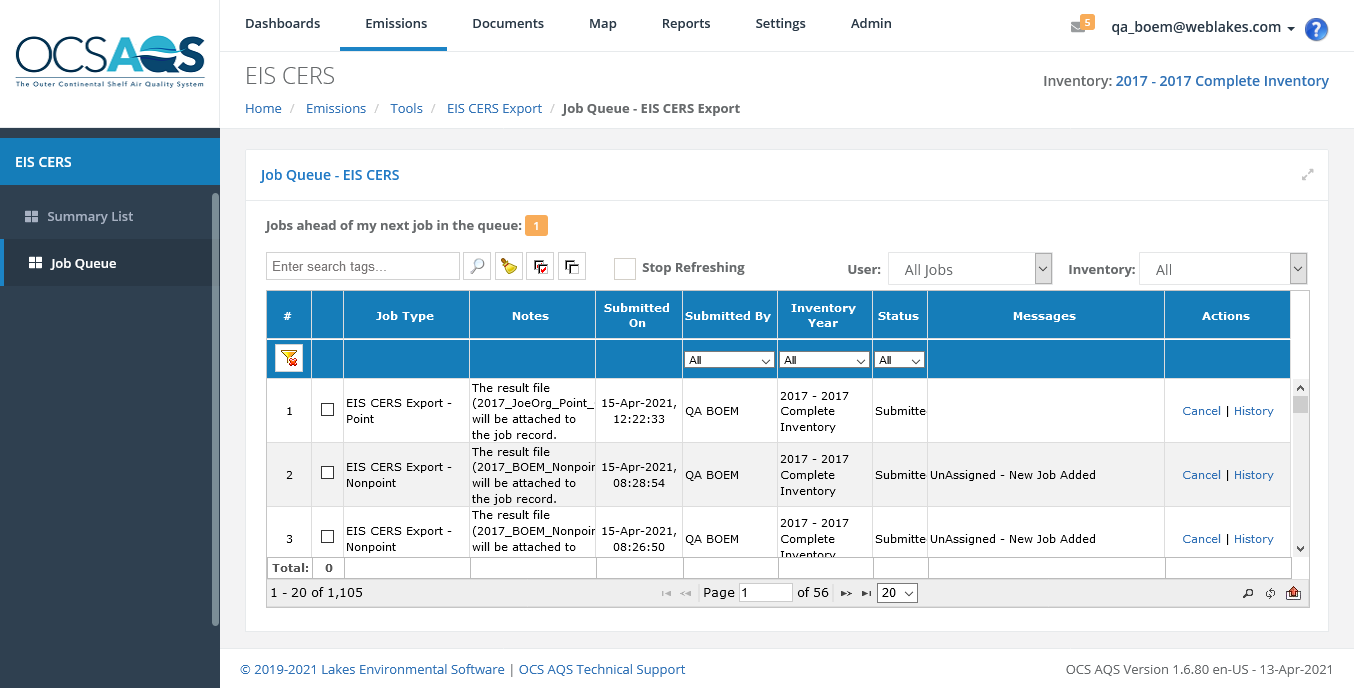 OCSAQS
The Outer Continental Shelf Air Quality System
Dashboards Emissions Documents Map Reports Settings Admin
5 qa_boem@weblakes.com ?
EIS CERS
Inventory: 2017 - 2017 Complete Inventory
Home / Emissions / Tools / EIS CERS Export / Job Queue - EIS CERS Export
EIS CERS
Summary List
Job Queue
Job Queue - EIS CERS
Jobs ahead of my next job in the queue: 1
Enter search tags... Stop Refreshing User: All Jobs Inventory: All
# Job Type Notes Submitted On Submitted By Inventory Year Status Messages Actions
All All All
1 EIS CERS Export - Point The result file (2017_JoeOrg_Point_ will be attached to the job record. 15-Apr-2021, 12:22:33 QA BOEM 2017 - 2017 Complete Inventory Submitte Cancel | History
2 EIS CERS Export - Nonpoint The result file (2017_BOEM_Nonpoir will be attached to the job record. 15-Apr-2021, 08:28:54 QA BOEM 2017 - 2017 Complete Inventory Submitte UnAssigned - New Job Added Cancel | History
3 EIS CERS Export - Nonpoint The result file (2017_BOEM_Nonpoir will be attached to 15-Apr-2021, 08:26:50 QA BOEM 2017 - 2017 Complete Inventory Submitte UnAssigned - New Job Added Cancel | History
Total: 0
1 - 20 of 1,105 Page 1 of 56 20
© 2019-2021 Lakes Environmental Software | OCS AQS Technical Support
OCS AQS Version 1.6.80 en-US - 13-Apr-2021